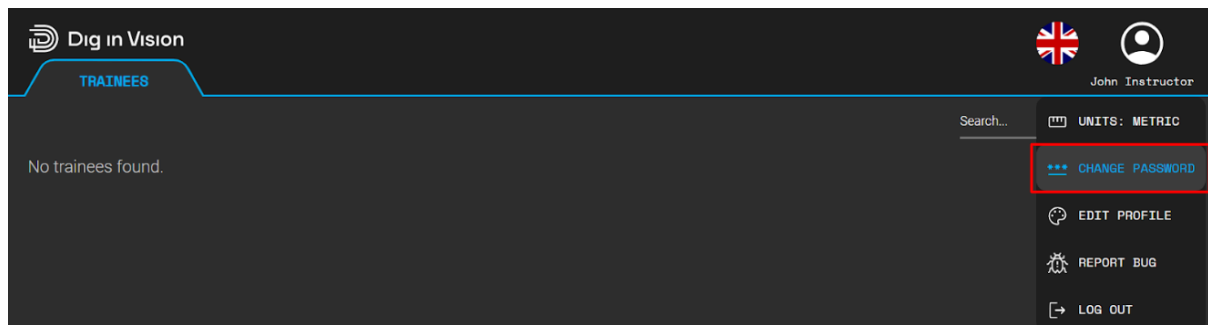 Dig in Vision
TRAINEES
John Instructor
Search...
UNITS: METRIC
No trainees found.
CHANGE PASSWORD
EDIT PROFILE
REPORT BUG
LOG OUT